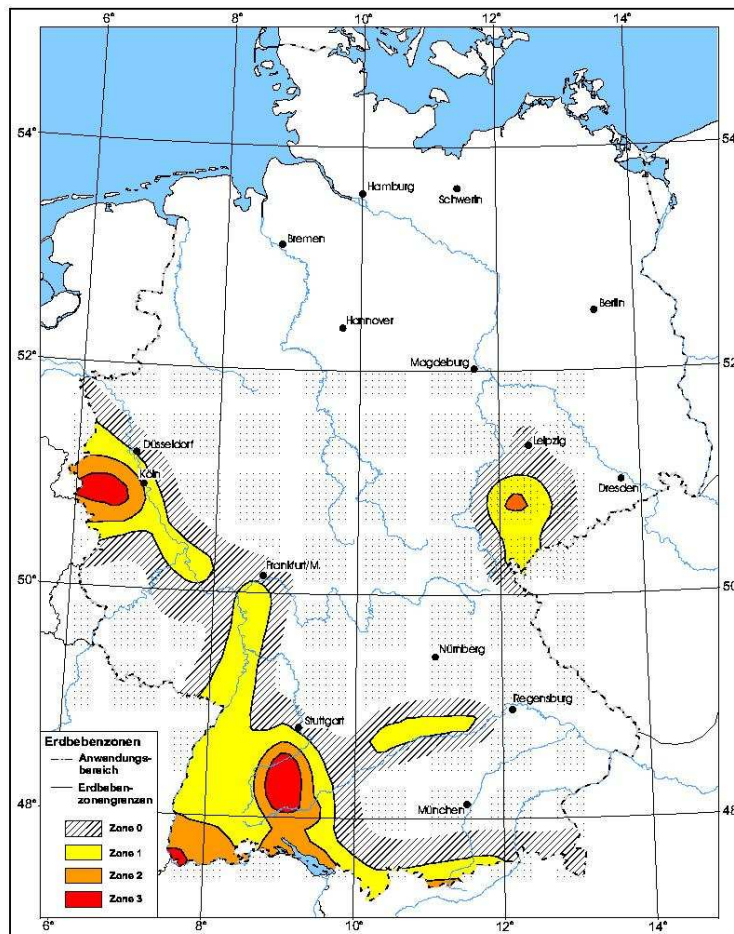 6° 8° 10° 12° 14°
54° 54°
Hamburg
Schwerin
Bremen
Berlin
Hannover
52° 52°
Magdeburg
Düsseldorf
Leipzig
Köln
Dresden
Frankfurt/M.
50° 50°
Nürnberg
Regensburg
Stuttgart
Erdbebenzonen
Anwendungs-
bereich
Erdbeben-
zonengrenzen
Zone 0
Zone 1
Zone 2
Zone 3
München
48° 48°
6° 8° 10° 12° 14°